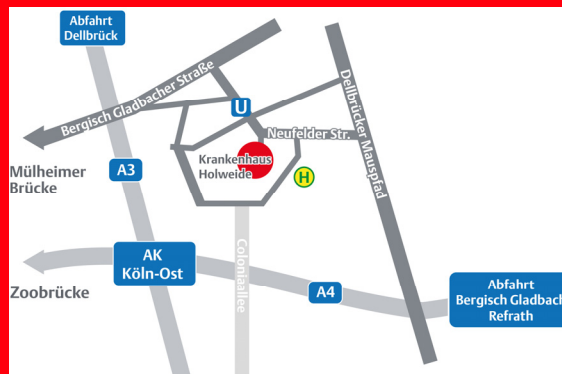 Abfahrt
Dellbrück
Bergisch Gladbacher Straße
U
Dellbrücker Mauspfad
Neufelder Str.
Mülheimer
Brücke
A3
Krankenhaus
Holweide
H
AK
Köln-Ost
Coloniaallee
Zoobrücke
A4
Abfahrt
Bergisch Gladbach
Refrath